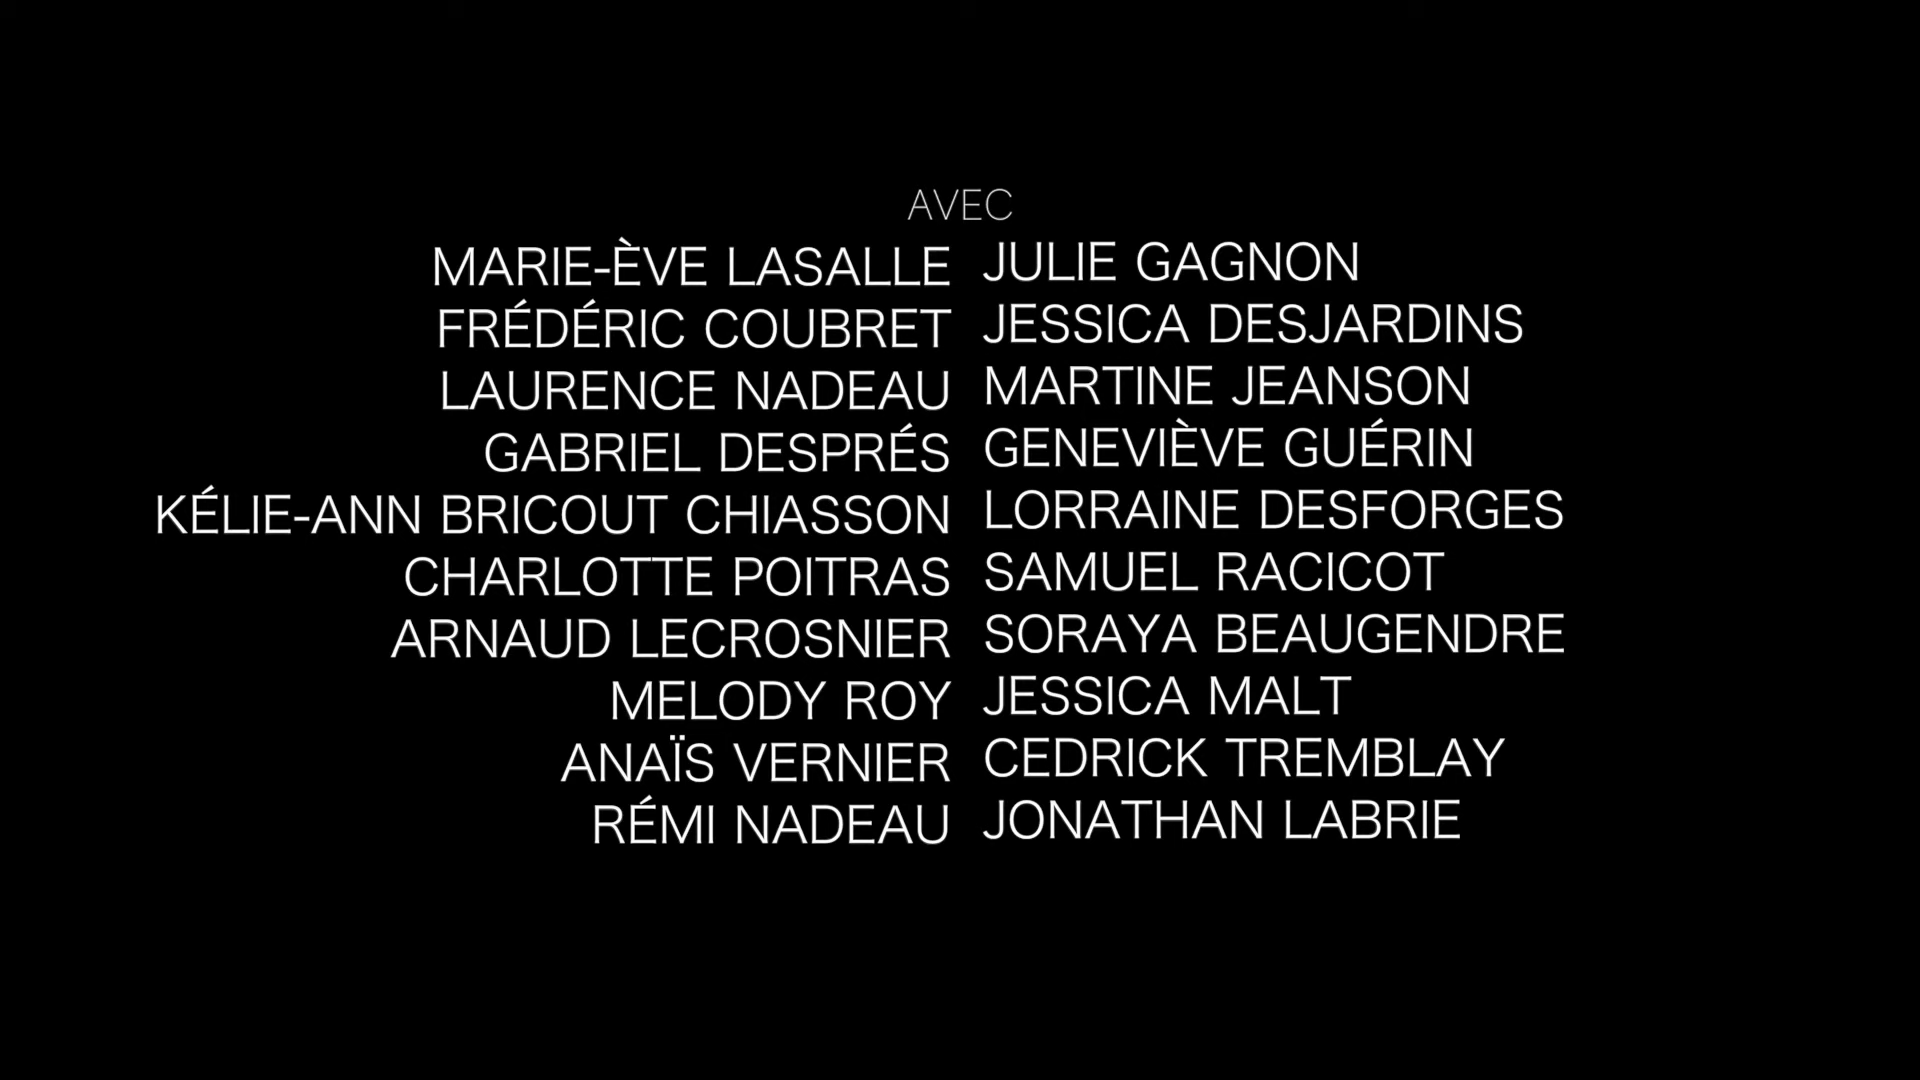 AVEC
MARIE-ÈVE LASALLE
FRÉDÉRIC COUBRET
LAURENCE NADEAU
GABRIEL DESPRÉS
KÉLIE-ANN BRICOUT CHIASSON
CHARLOTTE POITRAS
ARNAUD LECROSNIER
MELODY ROY
ANAÏS VERNIER
RÉMI NADEAU
JULIE GAGNON
JESSICA DESJARDINS
MARTINE JEANSON
GENEVIÈVE GUÉRIN
LORRAINE DESFORGES
SAMUEL RACICOT
SORAYA BEAUGENDRE
JESSICA MALT
CEDRICK TREMBLAY
JONATHAN LABRIE